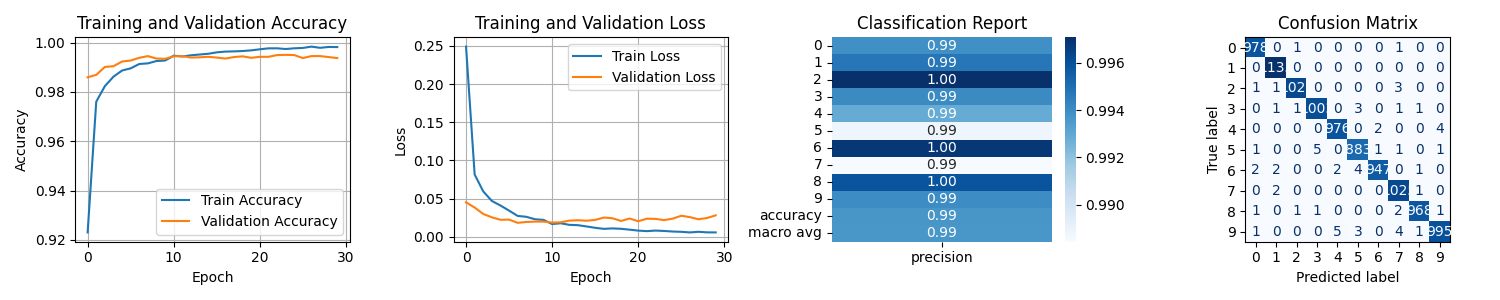 Training and Validation Accuracy
1.00
0.98
0.96
0.94
0.92
Accuracy
Train Accuracy
Validation Accuracy
0 10 20 30
Epoch
Training and Validation Loss
0.25
0.20
0.15
0.10
0.05
0.00
Loss
Train Loss
Validation Loss
0 10 20 30
Epoch
Classification Report
0 0.99
1 0.99
2 1.00
3 0.99
4 0.99
5 0.99
6 1.00
7 0.99
8 1.00
9 0.99
accuracy 0.99
macro avg 0.99
precision
0.996
0.994
0.992
0.990
Confusion Matrix
True label
0 978 0 1 0 0 0 0 1 0 0
1 0 13 0 0 0 0 0 0 0 0
2 1 1 02 0 0 0 0 3 0 0
3 0 1 1 00 0 3 0 1 1 0
4 0 0 0 0 976 0 2 0 0 4
5 1 0 0 5 0 883 1 1 0 1
6 2 2 0 0 2 4 947 0 1 0
7 0 2 0 0 0 0 0 02 1 0
8 1 0 1 1 0 0 0 2 968 1
9 1 0 0 0 5 3 0 4 1 995
0 1 2 3 4 5 6 7 8 9
Predicted label